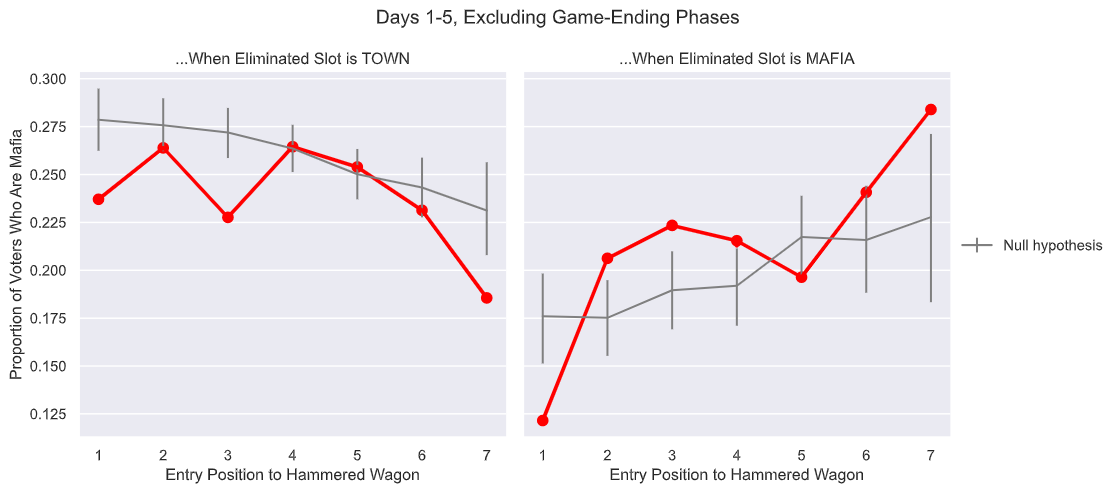 Days 1-5, Excluding Game-Ending Phases
...When Eliminated Slot is TOWN
...When Eliminated Slot is MAFIA
Proportion of Voters Who Are Mafia
0.300
0.275
0.250
0.225
0.200
0.175
0.150
0.125
1 2 3 4 5 6 7
1 2 3 4 5 6 7
Entry Position to Hammered Wagon
Entry Position to Hammered Wagon
Null hypothesis